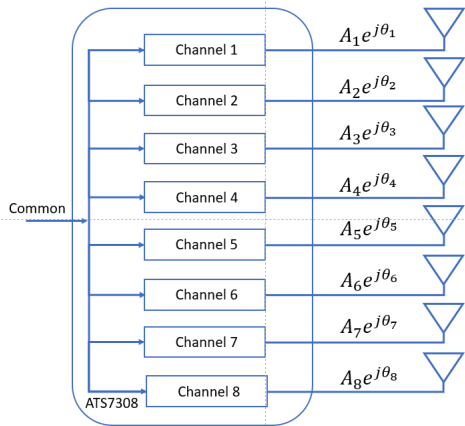 Channel 1 A₁e^{jθ₁}
Channel 2 A₂e^{jθ₂}
Channel 3 A₃e^{jθ₃}
Channel 4 A₄e^{jθ₄}
Common
Channel 5 A₅e^{jθ₅}
Channel 6 A₆e^{jθ₆}
Channel 7 A₇e^{jθ₇}
Channel 8 A₈e^{jθ₈}
ATS7308